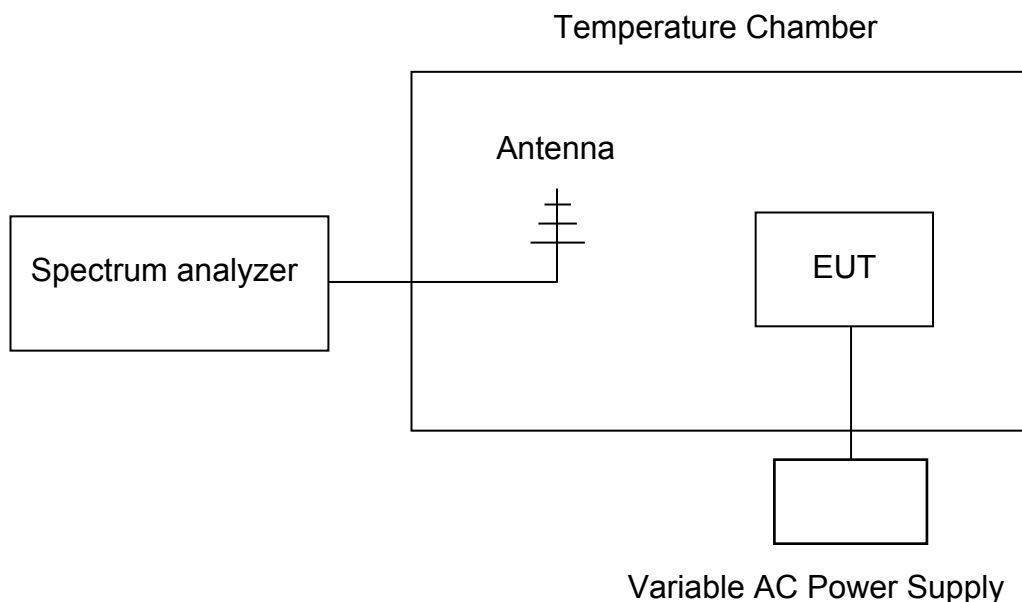 Temperature Chamber
Antenna
Spectrum analyzer
EUT
Variable AC Power Supply